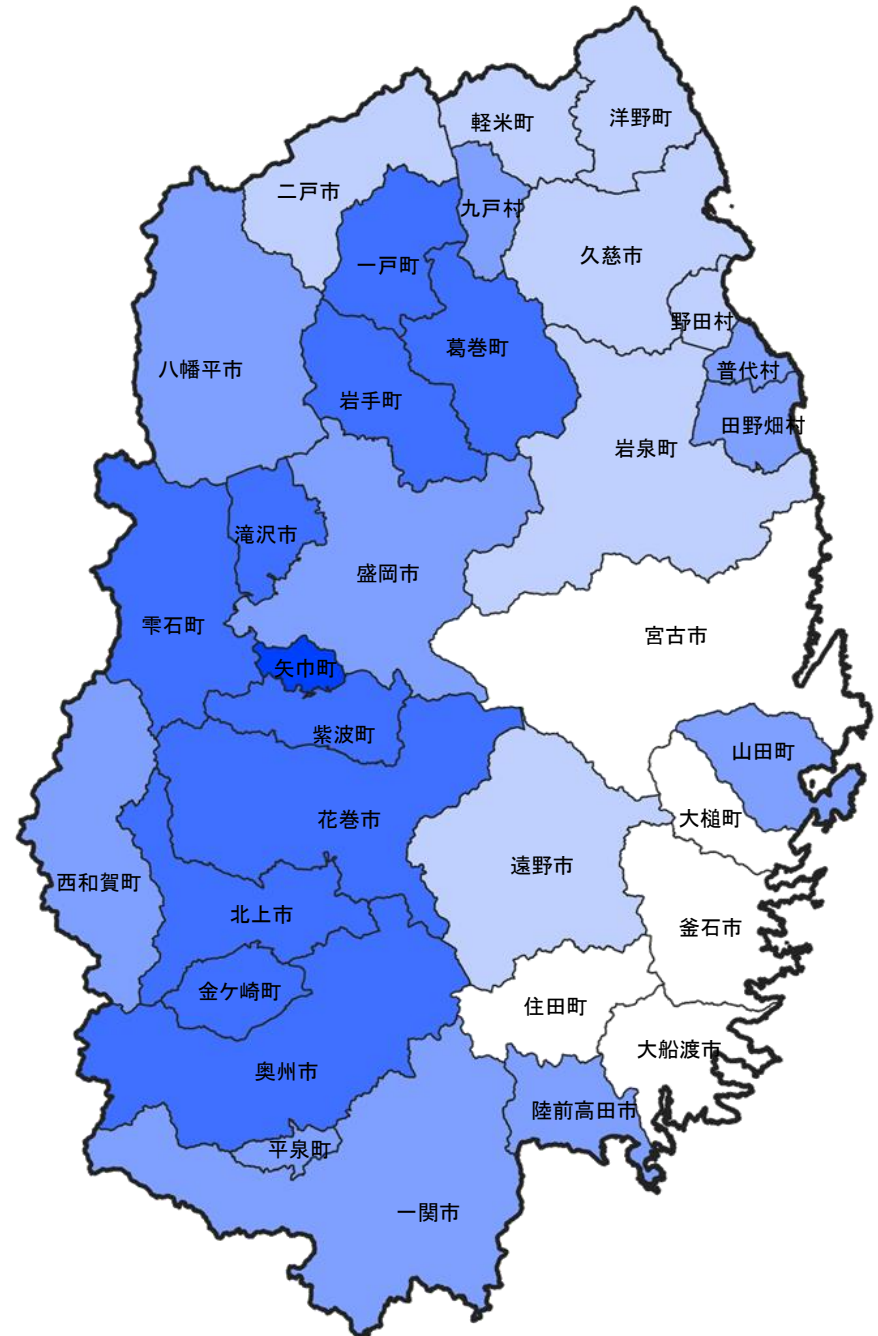 洋野町
軽米町
二戸市
九戸村
久慈市
一戸町
野田村
葛巻町
八幡平市
普代村
岩手町
田野畑村
岩泉町
滝沢市
盛岡市
雫石町
宮古市
矢巾町
紫波町
山田町
大槌町
花巻市
遠野市
西和賀町
北上市
釜石市
金ケ崎町
住田町
大船渡市
奥州市
陸前高田市
平泉町
一関市